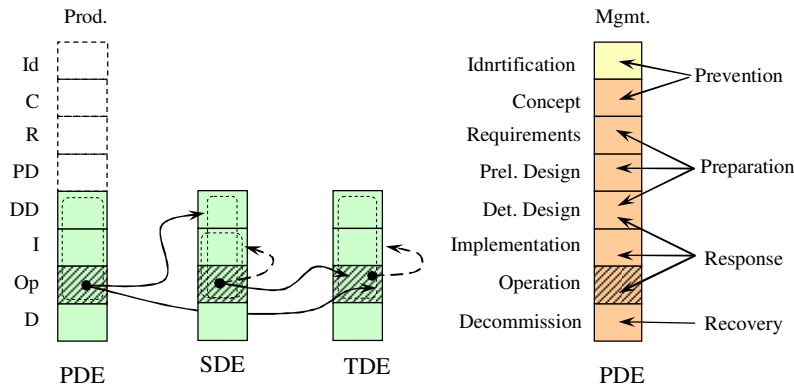 Prod.
Mgmt.
Id
Idnrtification
Prevention
C
Concept
R
Requirements
PD
Prel. Design
Preparation
DD
Det. Design
I
Implementation
Response
Op
Operation
D
Decommission
Recovery
PDE
SDE
TDE
PDE